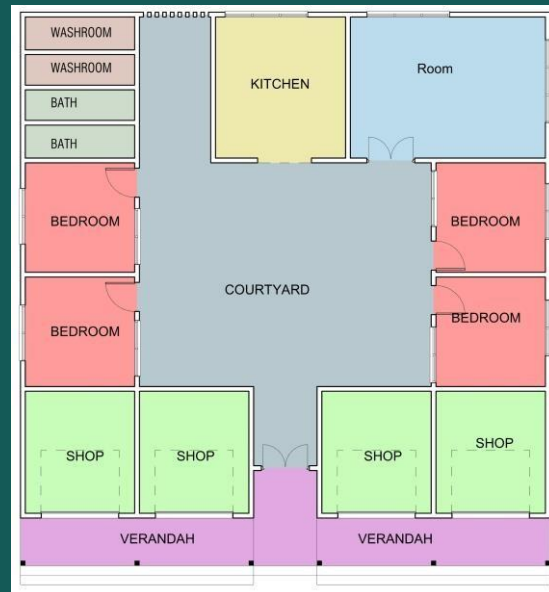 WASHROOM
WASHROOM
BATH
BATH
KITCHEN
Room
BEDROOM
BEDROOM
COURTYARD
BEDROOM
BEDROOM
SHOP
SHOP
SHOP
SHOP
VERANDAH
VERANDAH